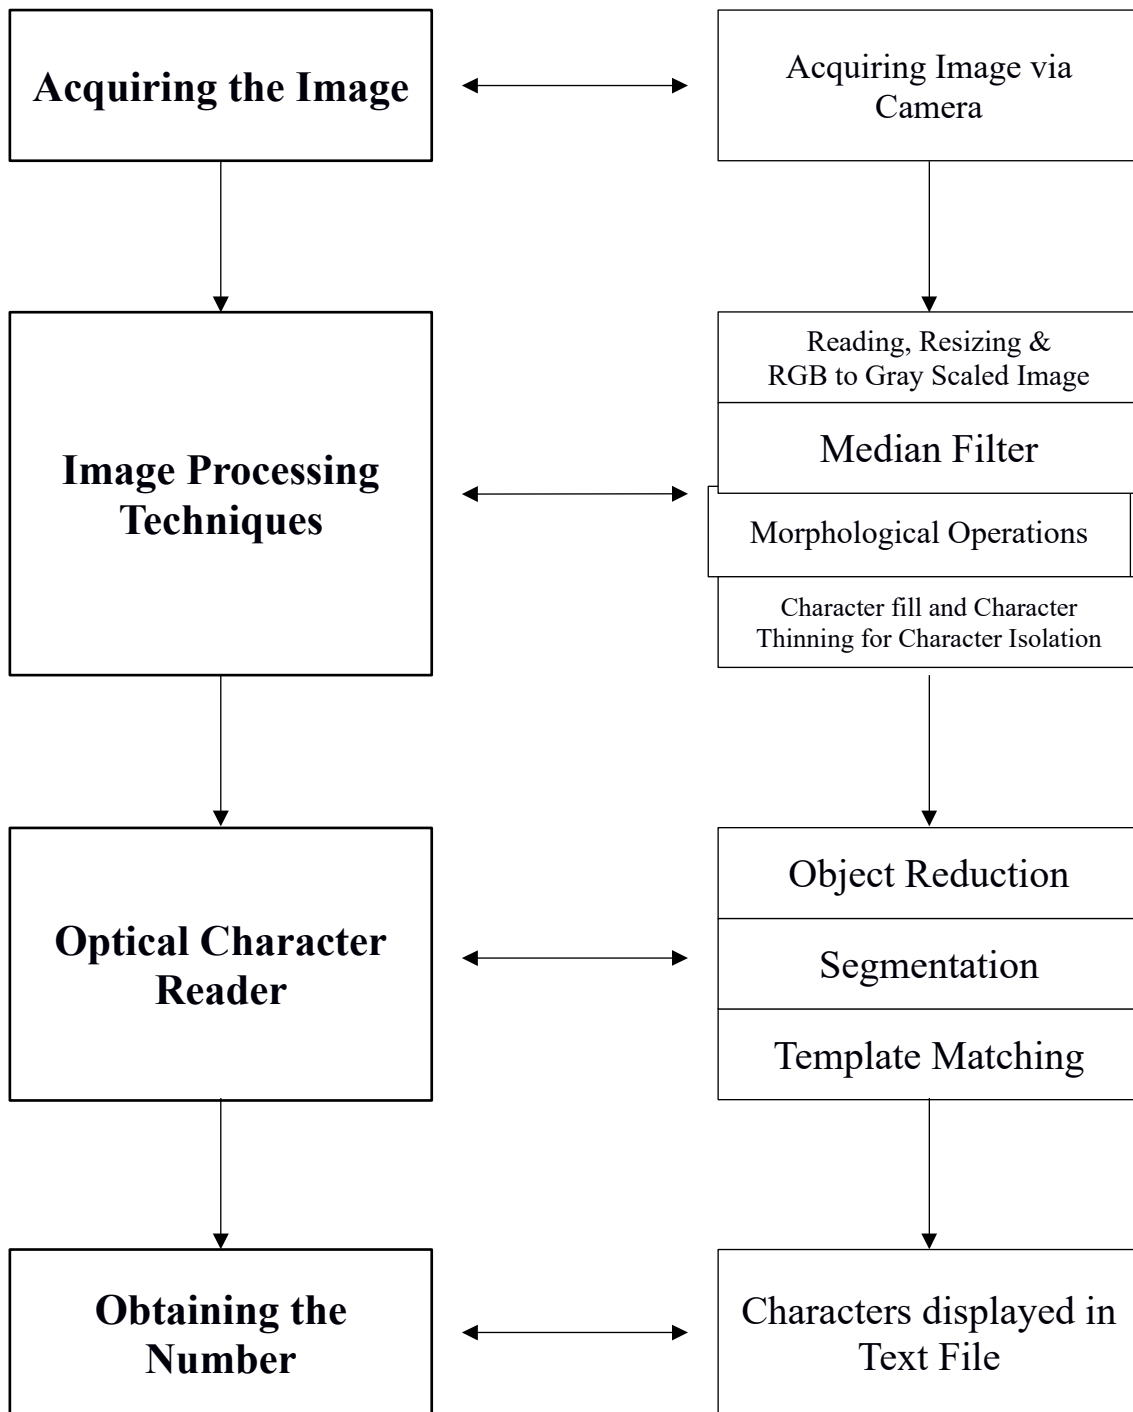 Acquiring the Image
Acquiring Image via
Camera
Image Processing
Techniques
Reading, Resizing &
RGB to Gray Scaled Image
Median Filter
Morphological Operations
Character fill and Character
Thinning for Character Isolation
Optical Character
Reader
Object Reduction
Segmentation
Template Matching
Obtaining the
Number
Characters displayed in
Text File